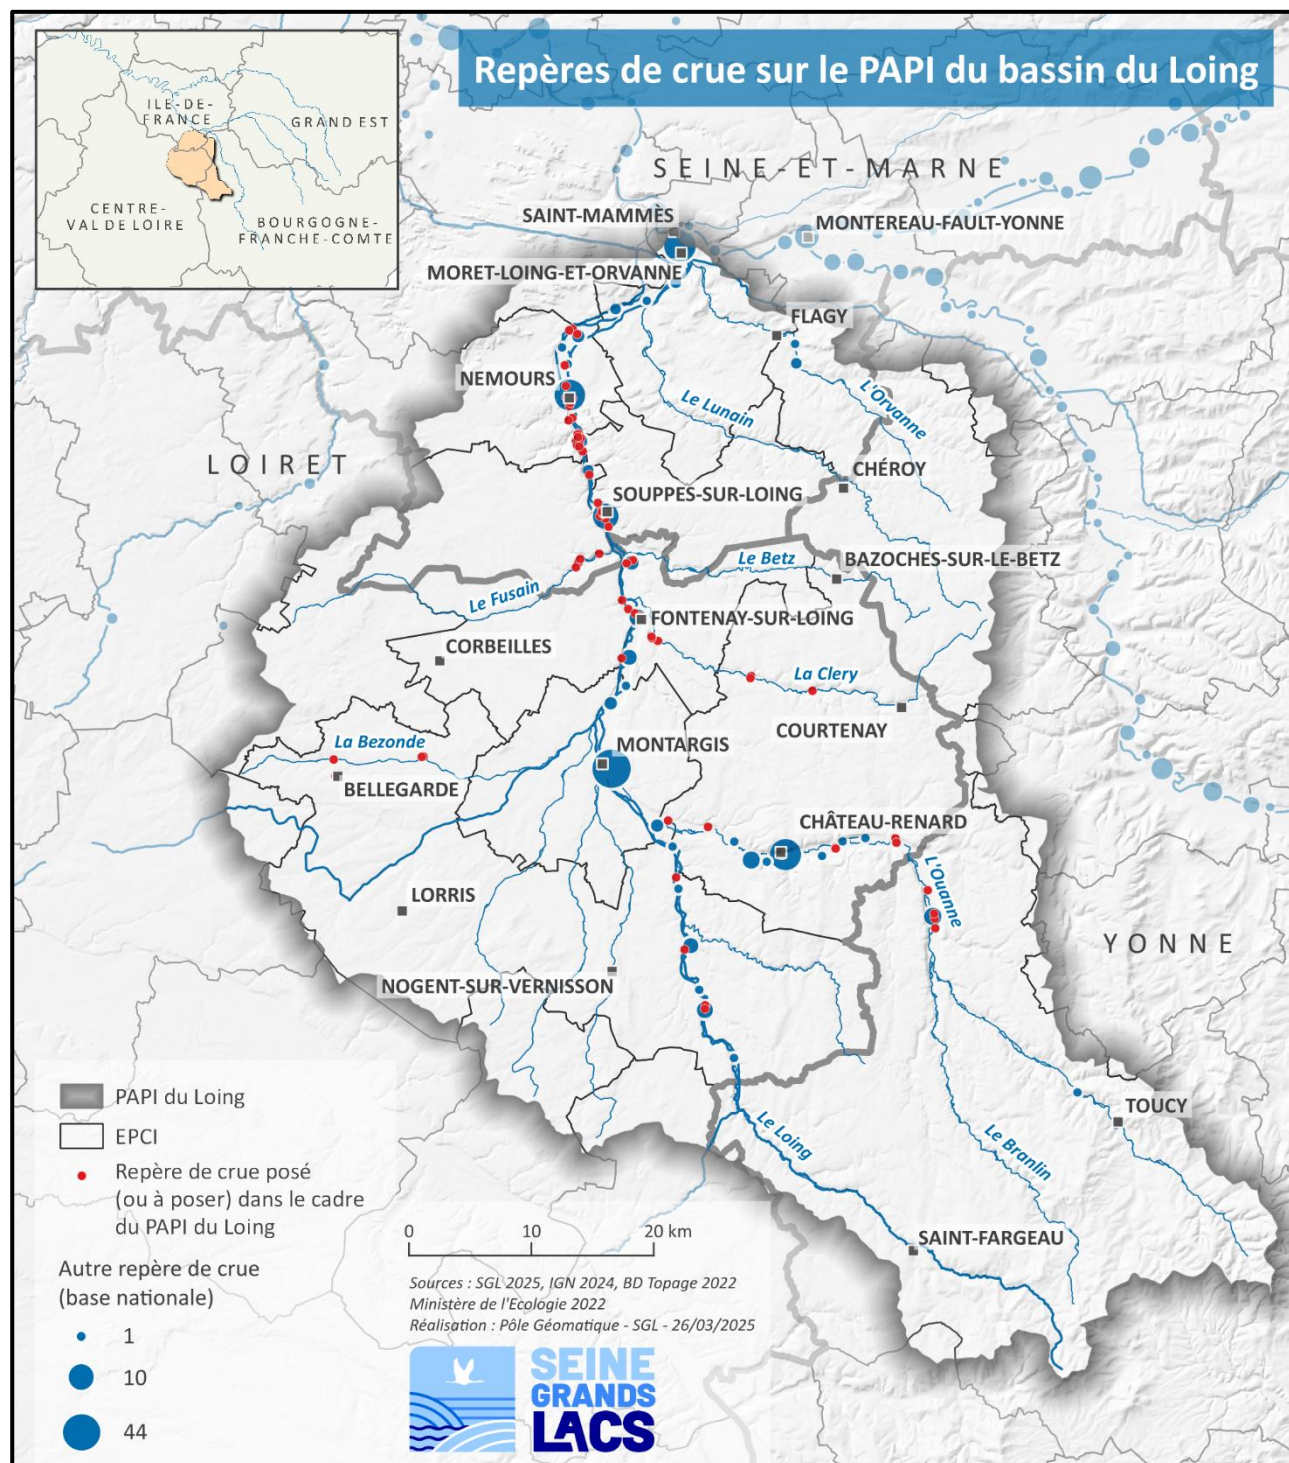 Repères de crue sur le PAPI du bassin du Loing
ILE-DE-
FRANCE
GRAND EST
CENTRE-
VAL DE LOIRE
BOURGOGNE-
FRANCHE-COMTE
SEINE-ET-MARNE
SAINT-MAMMÈS
MONTEREAU-FAULT-YONNE
MORET-LOING-ET-ORVANNE
FLAGY
NEMOURS
Le Lunain
L'Orvanne
LOIRET
CHÉROY
SOUPPES-SUR-LOING
Le Betz
BAZOCHES-SUR-LE-BETZ
Le Fusain
FONTENAY-SUR-LOING
CORBEILLES
La Clery
COURTENAY
La Bezonde
MONTARGIS
BELLEGARDE
CHÂTEAU-RENARD
L'Ouanne
LORRIS
YONNE
NOGENT-SUR-VERNISSON
TOUCY
Le Loing
Le Branlin
SAINT-FARGEAU
PAPI du Loing
EPCI
Repère de crue posé
(ou à poser) dans le cadre
du PAPI du Loing
Autre repère de crue
(base nationale)
1
10
44
0 10 20 km
Sources : SGL 2025, IGN 2024, BD Topage 2022
Ministère de l'Ecologie 2022
Réalisation : Pôle Géomatique - SGL - 26/03/2025
SEINE
GRANDS
LACS